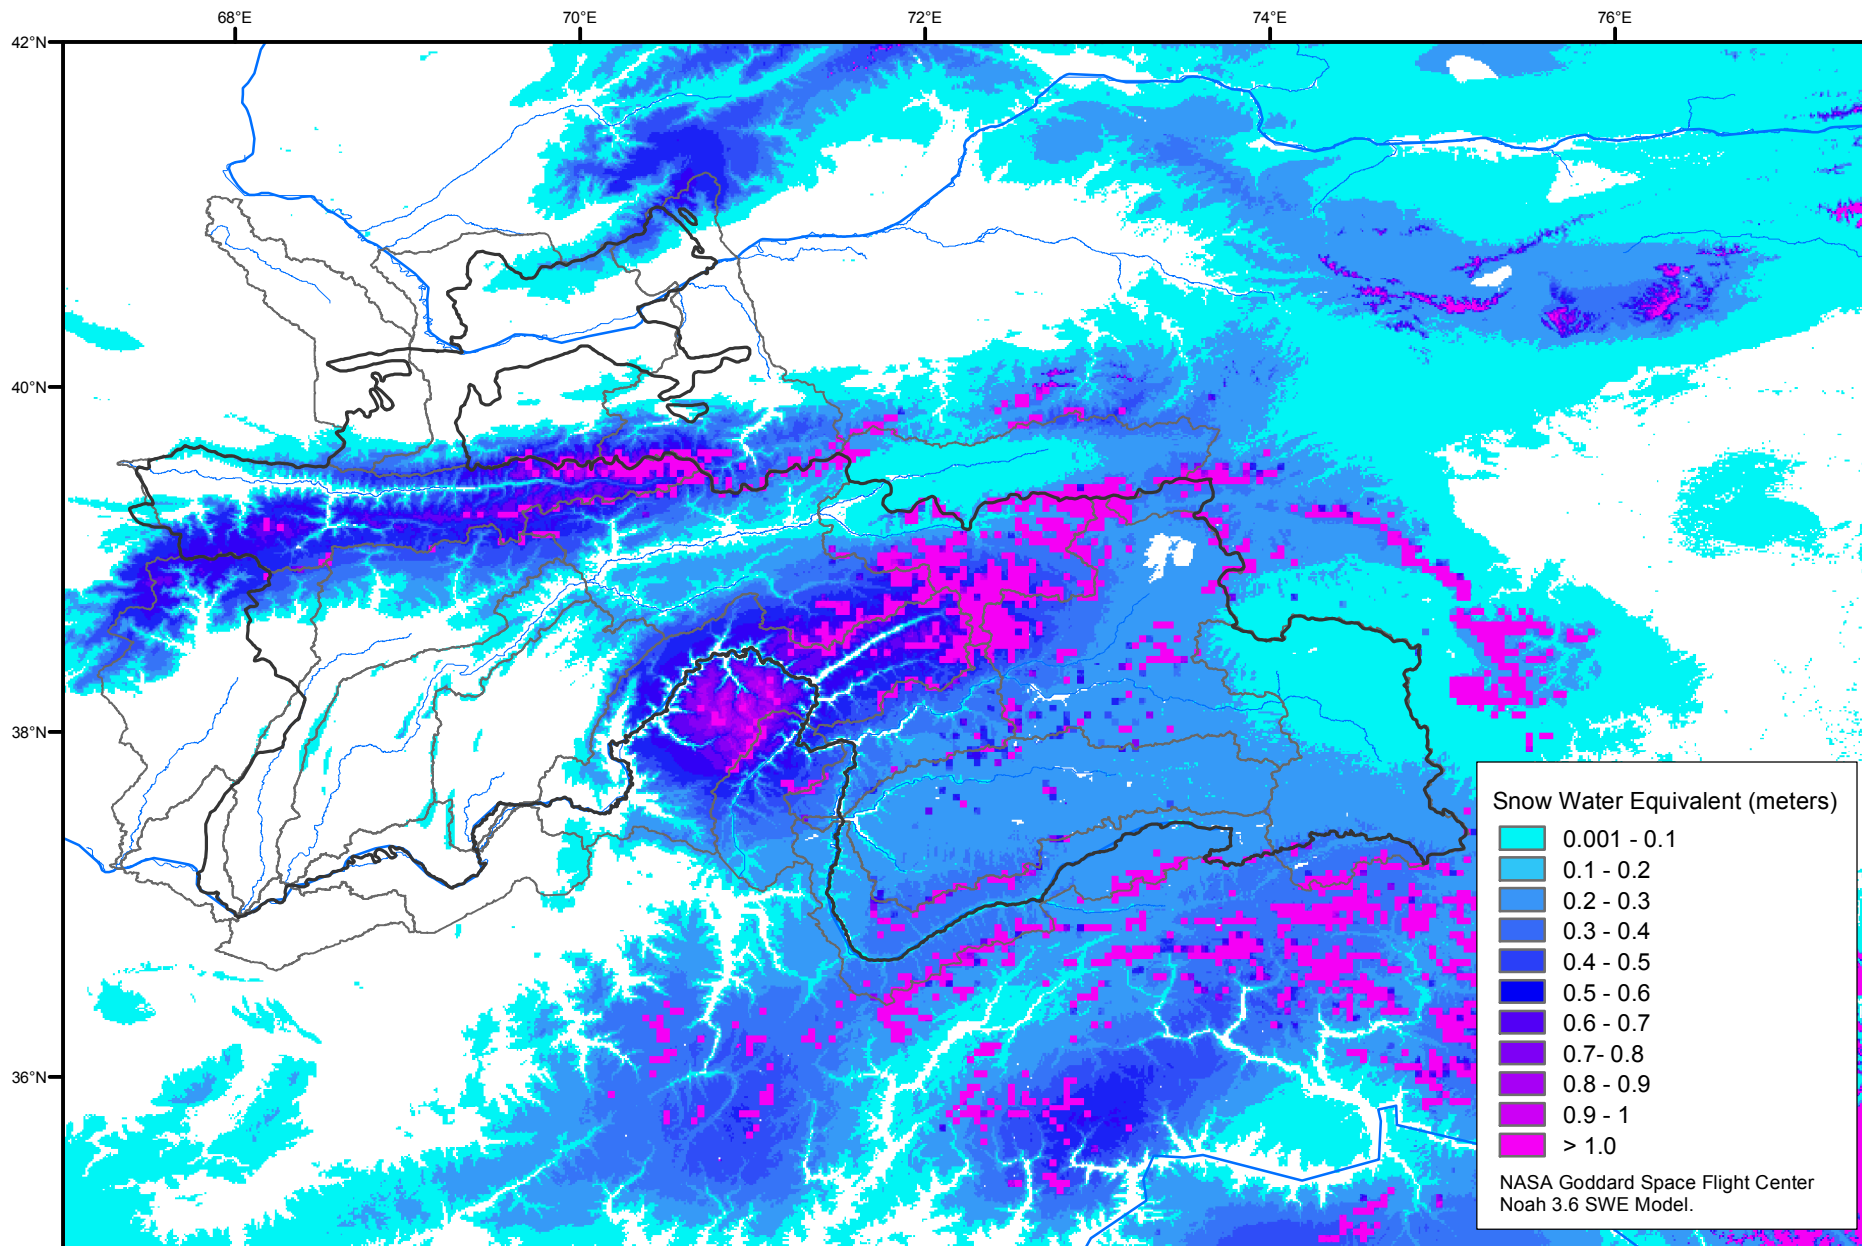 68°E 70°E 72°E 74°E 76°E
42°N
40°N
38°N
36°N
Snow Water Equivalent (meters)
0.001 - 0.1
0.1 - 0.2
0.2 - 0.3
0.3 - 0.4
0.4 - 0.5
0.5 - 0.6
0.6 - 0.7
0.7- 0.8
0.8 - 0.9
0.9 - 1
> 1.0
NASA Goddard Space Flight Center
Noah 3.6 SWE Model.